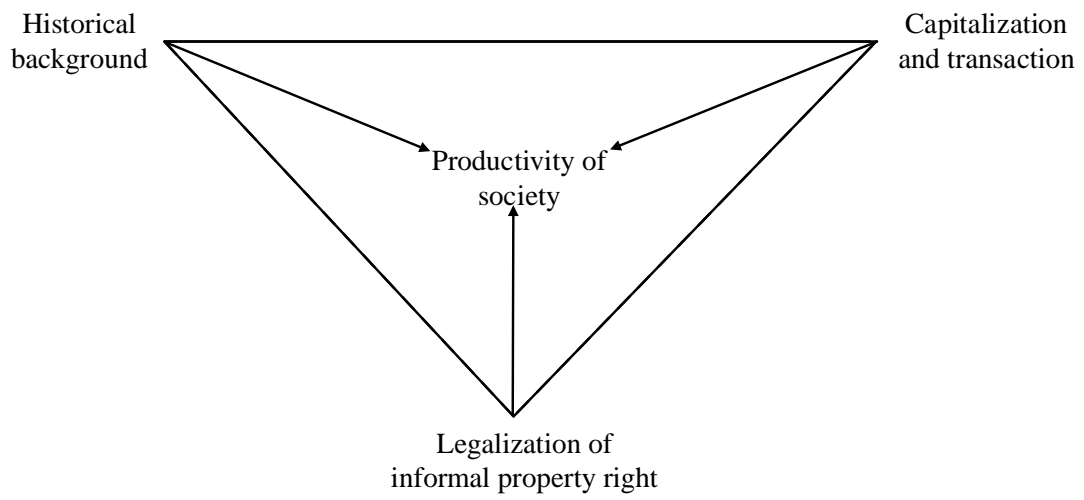 Historical
background
Capitalization
and transaction
Productivity of
society
Legalization of
informal property right